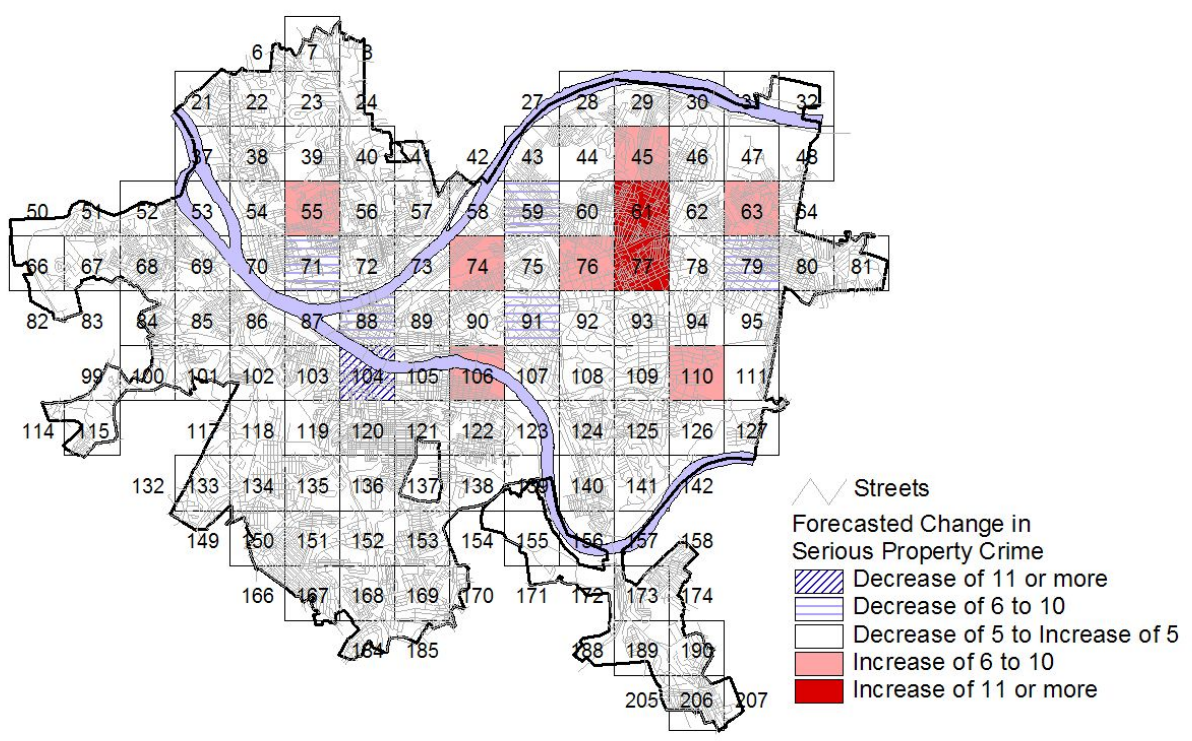 6 7 8
21 22 23 24 27 28 29 30 31 32
37 38 39 40 41 42 43 44 45 46 47 48
50 51 52 53 54 55 56 57 58 59 60 61 62 63 64
66 67 68 69 70 71 72 73 74 75 76 77 78 79 80 81
82 83 84 85 86 87 88 89 90 91 92 93 94 95
99 100 101 102 103 104 105 106 107 108 109 110 111
114 15 117 118 119 120 121 122 123 124 125 126 127
132 133 134 135 136 137 138 139 140 141 142
149 150 151 152 153 154 155 156 157 158
166 167 168 169 170 171 172 173 174
184 185 188 189 190
205 206 207
Streets
Forecasted Change in
Serious Property Crime
Decrease of 11 or more
Decrease of 6 to 10
Decrease of 5 to Increase of 5
Increase of 6 to 10
Increase of 11 or more